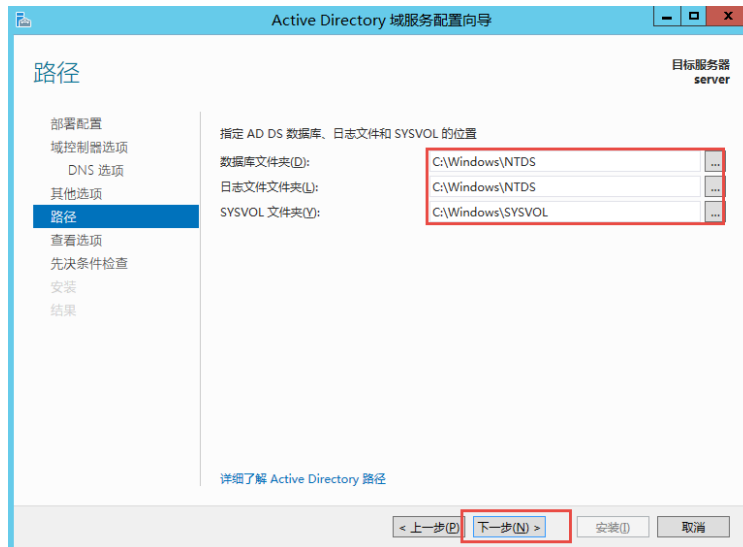 Active Directory 域服务配置向导
路径
目标服务器
server
部署配置
域控制器选项
DNS 选项
其他选项
路径
查看选项
先决条件检查
安装
结果
指定 AD DS 数据库、日志文件和 SYSVOL 的位置
数据库文件夹(D): C:\Windows\NTDS ...
日志文件文件夹(L): C:\Windows\NTDS ...
SYSVOL 文件夹(Y): C:\Windows\SYSVOL ...
详细了解 Active Directory 路径
< 上一步(P) 下一步(N) > 安装(I) 取消